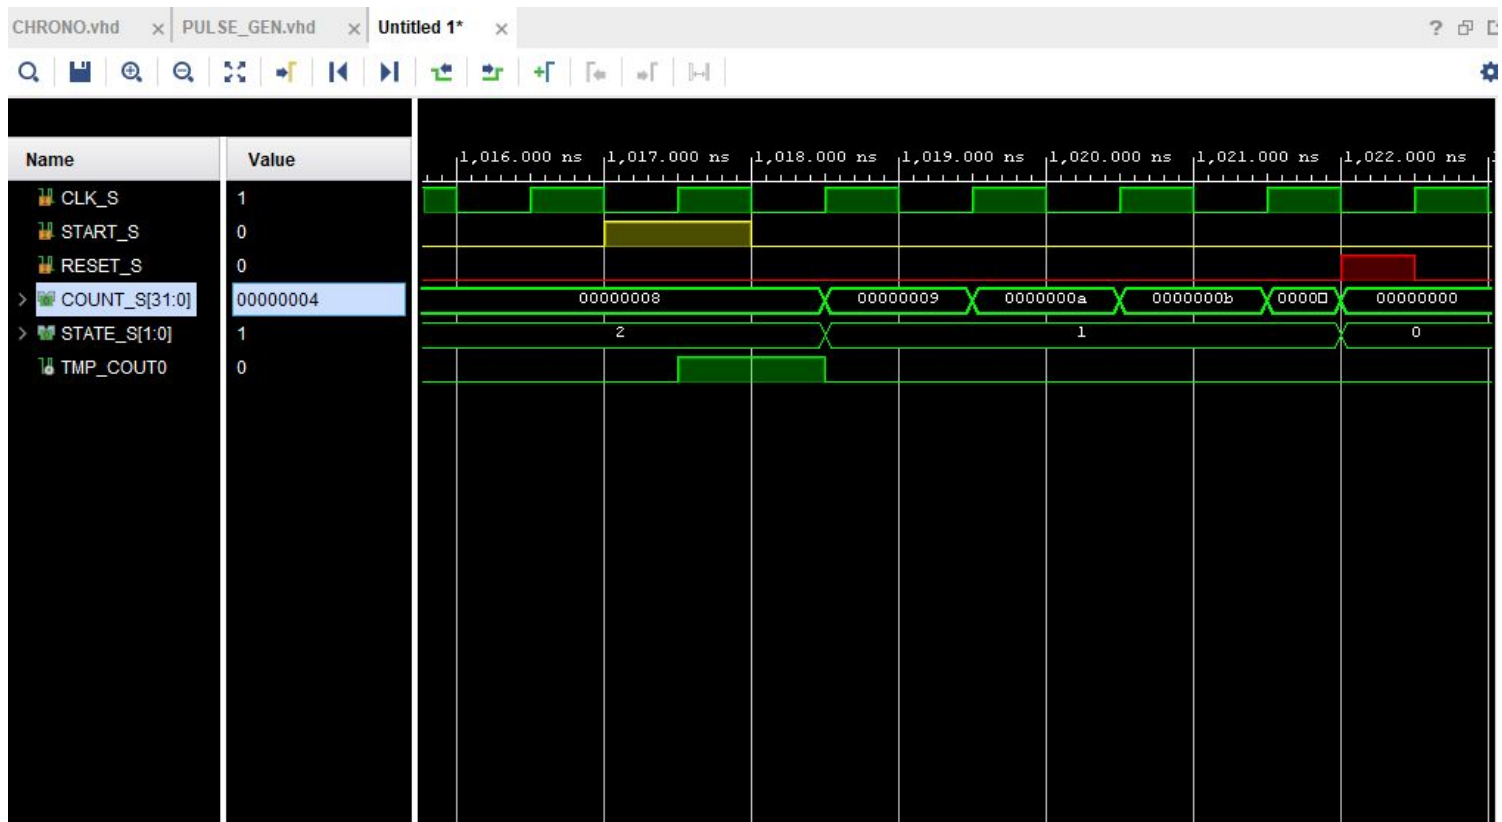 CHRONO.vhd × PULSE_GEN.vhd × Untitled 1* × ?
Name Value 1,016.000 ns 1,017.000 ns 1,018.000 ns 1,019.000 ns 1,020.000 ns 1,021.000 ns 1,022.000 ns
CLK_S 1
START_S 0
RESET_S 0
COUNT_S[31:0] 00000004 00000008 00000009 0000000a 0000000b 0000 00000000
STATE_S[1:0] 1 2 1 0
TMP_COUT0 0